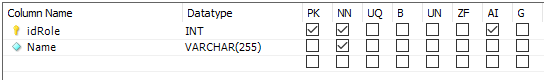 Column Name Datatype PK NN UQ B UN ZF AI G
idRole INT
Name VARCHAR(255)